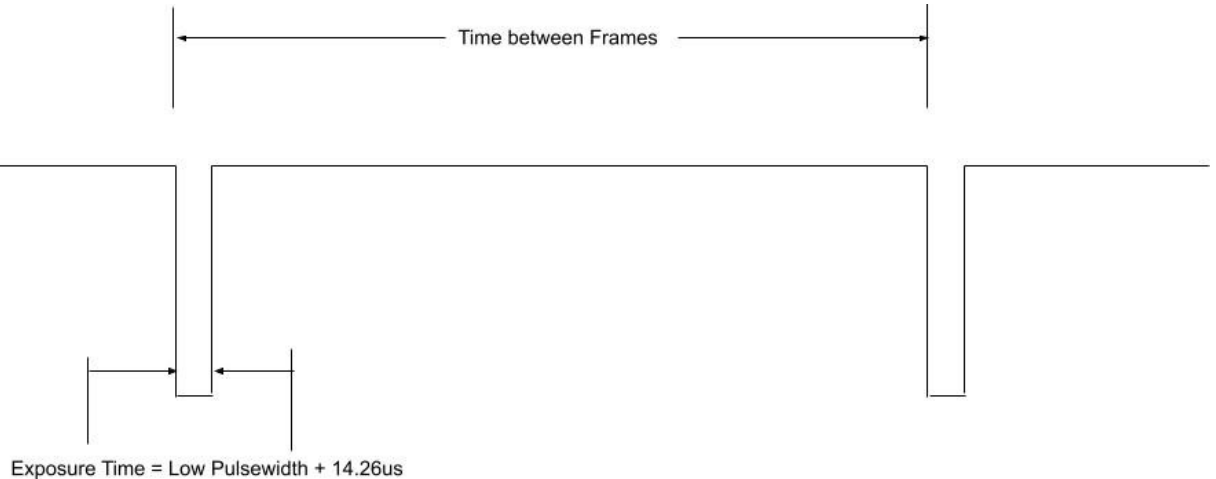 Time between Frames
Exposure Time = Low Pulsewidth + 14.26us